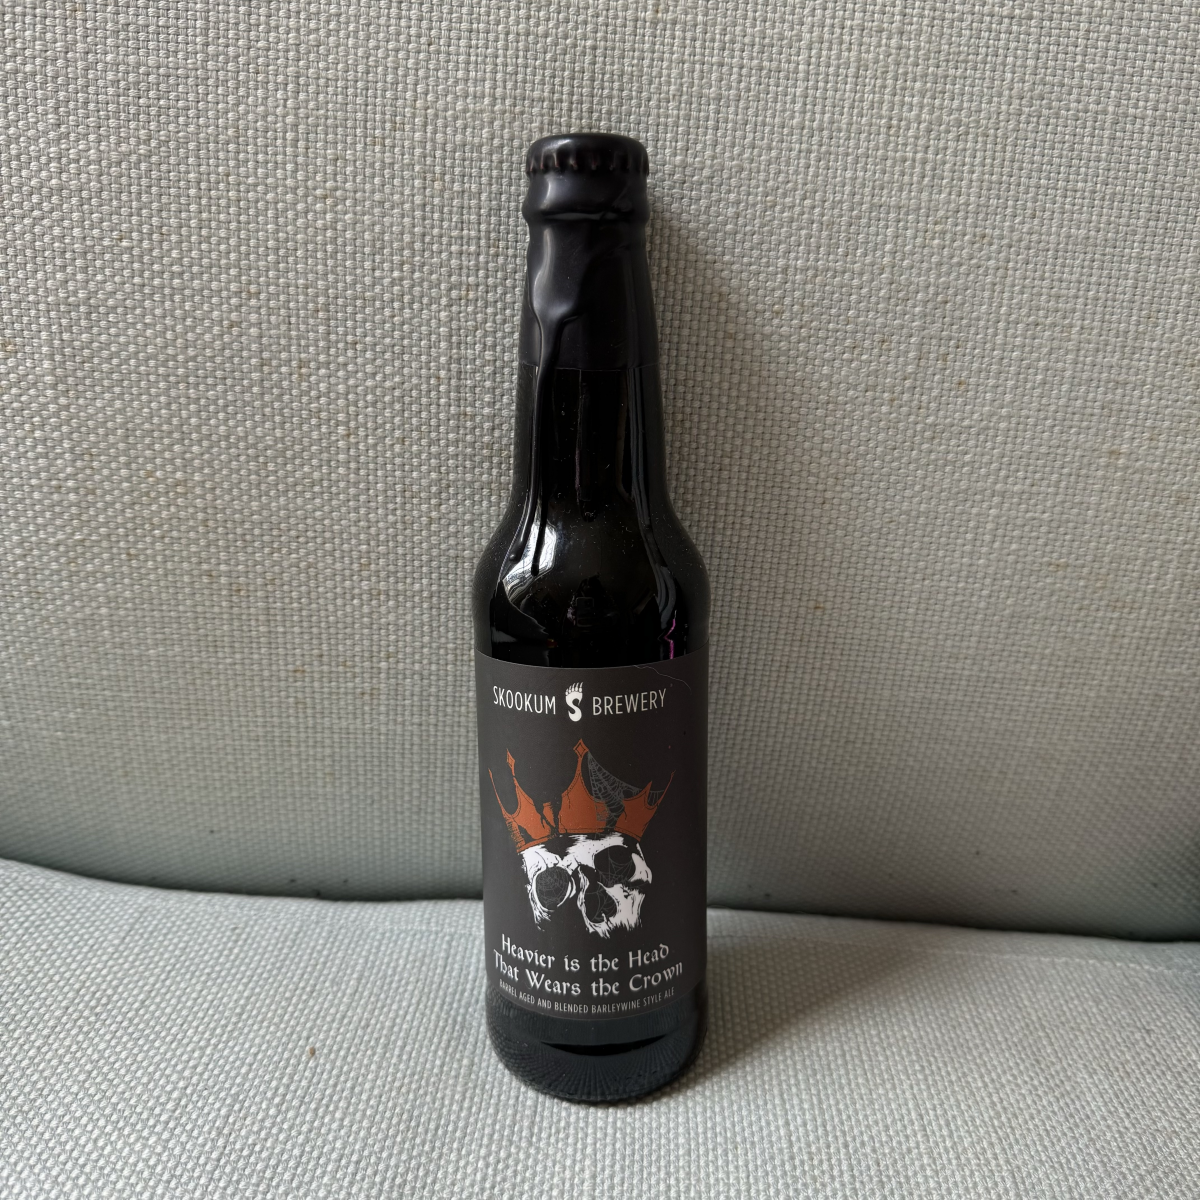 SKOOKUM BREWERY
Heavier is the Head
That Wears the Crown
BARREL AGED AND BLENDED BARLEYWINE STYLE ALE